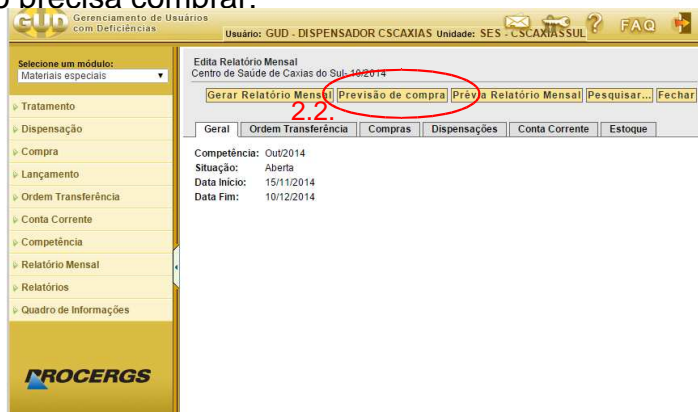 o precisa comprar.
GUD Gerenciamento de Usuários
com Deficiências
Usuário: GUD - DISPENSADOR CSCAXIAS Unidade: SES - CSCAXIASSUL
? FAQ
Selecione um módulo:
Materiais especiais
Tratamento
Dispensação
Compra
Lançamento
Ordem Transferência
Conta Corrente
Competência
Relatório Mensal
Relatórios
Quadro de Informações
PROCERGS
Edita Relatório Mensal
Centro de Saúde de Caxias do Sul- 10/2014
Gerar Relatório Mensal Previsão de compra Prévia Relatório Mensal Pesquisar... Fechar
2.2.
Geral Ordem Transferência Compras Dispensações Conta Corrente Estoque
Competência: Out/2014
Situação: Aberta
Data Início: 15/11/2014
Data Fim: 10/12/2014